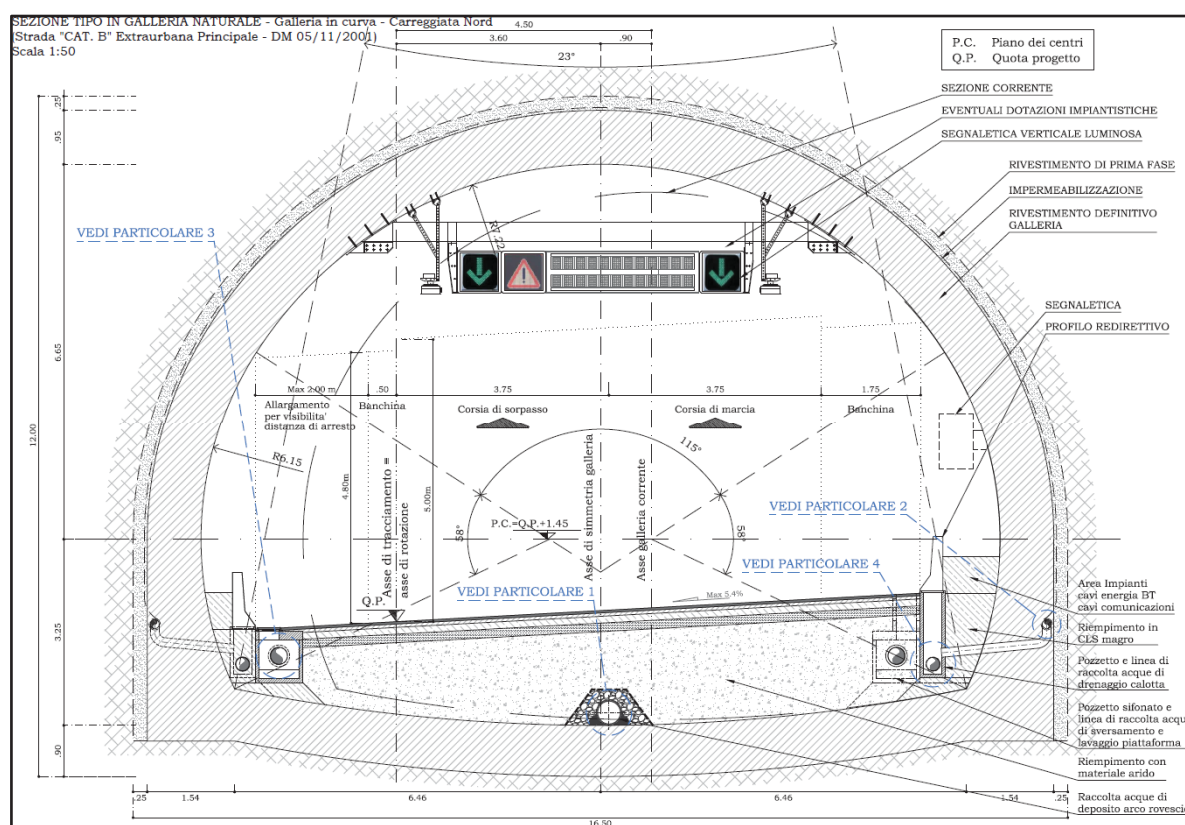 SEZIONE TIPO IN GALLERIA NATURALE - Galleria in curva - Carreggiata Nord
(Strada "CAT. B" Extraurbana Principale - DM 05/11/2001)
Scala 1:50
4.50
3.60
.90
23°
P.C. Piano dei centri
Q.P. Quota progetto
SEZIONE CORRENTE
EVENTUALI DOTAZIONI IMPIANTISTICHE
SEGNALETICA VERTICALE LUMINOSA
RIVESTIMENTO DI PRIMA FASE
IMPERMEABILIZZAZIONE
RIVESTIMENTO DEFINITIVO
GALLERIA
SEGNALETICA
PROFILO REDIRETTIVO
.25
.95
6.65
12.00
3.25
.90
VEDI PARTICOLARE 3
R7.22
Max 2.00 m
.50
3.75
3.75
1.75
Allargamento
per visibilita'
distanza di arresto
Banchina
Corsia di sorpasso
Corsia di marcia
Banchina
R6.15
4.80m
5.00m
115°
58°
58°
Asse di tracciamento =
asse di rotazione
Asse di simmetria galleria
Asse galleria corrente
P.C.=Q.P.+1.45
Q.P.
VEDI PARTICOLARE 2
VEDI PARTICOLARE 1
VEDI PARTICOLARE 4
Max 5.4%
Area Impianti
cavi energia BT
cavi comunicazioni
Riempimento in
CLS magro
Pozzetto e linea di
raccolta acque di
drenaggio calotta
Pozzetto sifonato e
linea di raccolta acqu
di sversamento e
lavaggio piattaforma
Riempimento con
materiale arido
Raccolta acque di
deposito arco rovescio
.25
1.54
6.46
6.46
1.54
.25
16.50